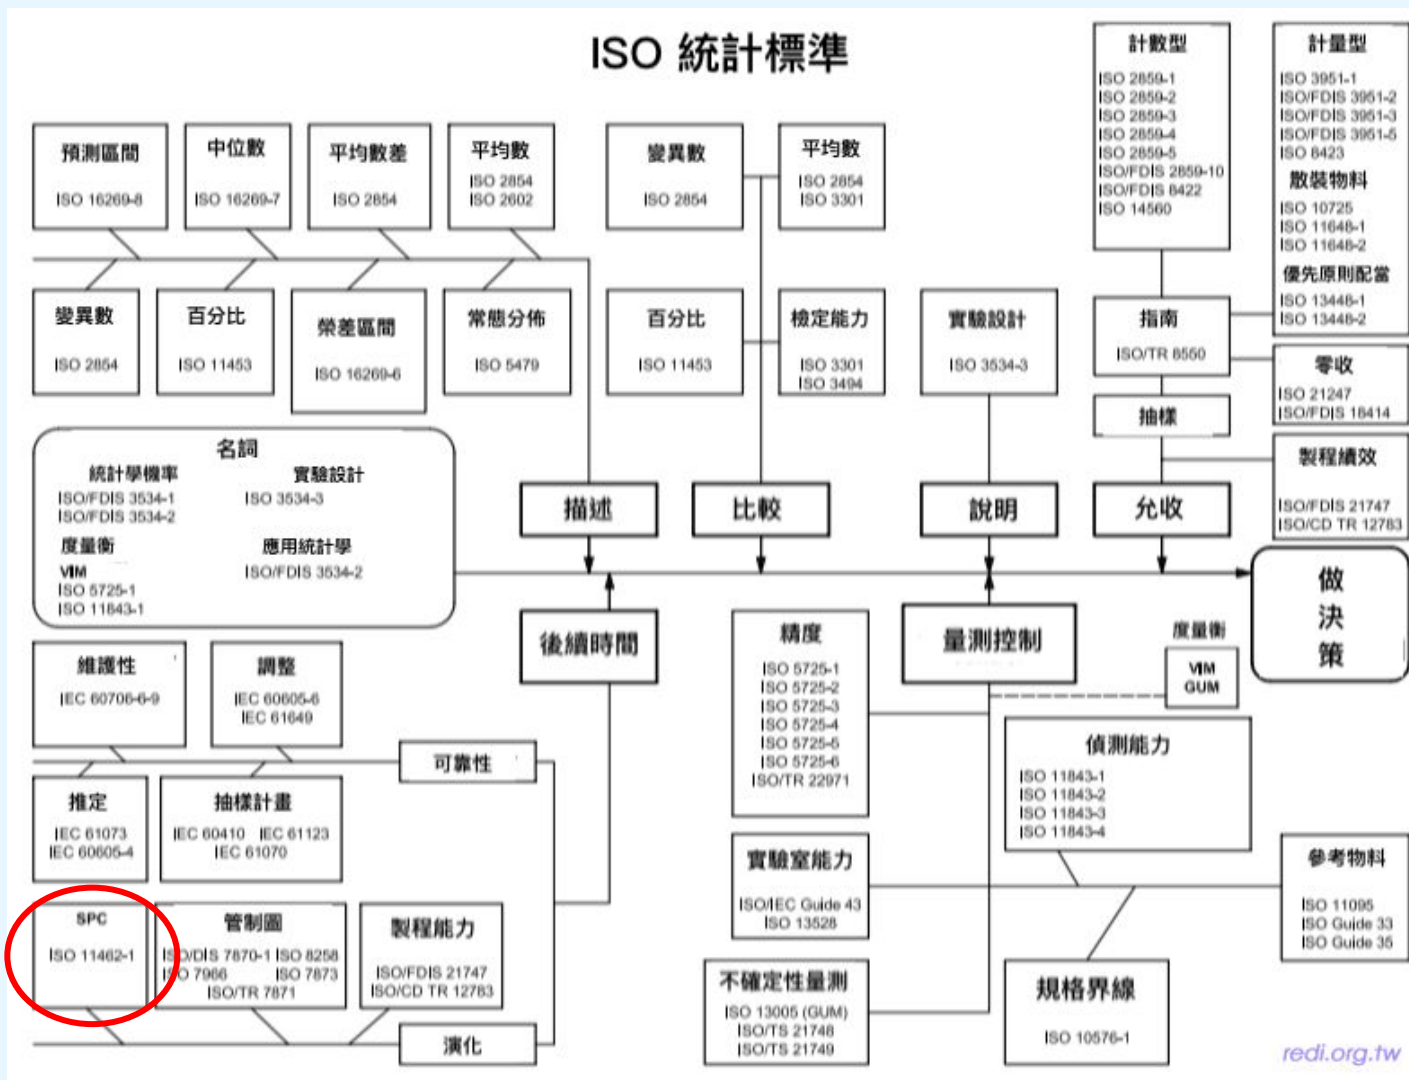 ISO 統計標準
計數型
ISO 2859-1
ISO 2859-2
ISO 2859-3
ISO 2859-4
ISO 2859-5
ISO/FDIS 2859-10
ISO/FDIS 8422
ISO 14560
計量型
ISO 3951-1
ISO/FDIS 3951-2
ISO/FDIS 3951-3
ISO/FDIS 3951-5
ISO 8423
散裝物料
ISO 10725
ISO 11648-1
ISO 11648-2
優先原則配當
ISO 13448-1
ISO 13448-2
預測區間
ISO 16269-8
中位數
ISO 16269-7
平均數差
ISO 2854
平均數
ISO 2854
ISO 2602
變異數
ISO 2854
平均數
ISO 2854
ISO 3301
變異數
ISO 2854
百分比
ISO 11453
榮差區間
ISO 16269-6
常態分佈
ISO 5479
百分比
ISO 11453
檢定能力
ISO 3301
ISO 3494
實驗設計
ISO 3534-3
指南
ISO/TR 8550
零收
ISO 21247
ISO/FDIS 18414
抽樣
製程績效
ISO/FDIS 21747
ISO/CD TR 12783
名詞
統計學機率
ISO/FDIS 3534-1
ISO/FDIS 3534-2
實驗設計
ISO 3534-3
度量衡
VIM
ISO 5725-1
ISO 11843-1
應用統計學
ISO/FDIS 3534-2
描述
比較
說明
允收
做
決
策
後續時間
量測控制
精度
ISO 5725-1
ISO 5725-2
ISO 5725-3
ISO 5725-4
ISO 5725-5
ISO 5725-6
ISO/TR 22971
度量衡
VIM
GUM
維護性
IEC 60706-6-9
調整
IEC 60605-6
IEC 61649
可靠性
推定
IEC 61073
IEC 60605-4
抽樣計畫
IEC 60410 IEC 61123
IEC 61070
偵測能力
ISO 11843-1
ISO 11843-2
ISO 11843-3
ISO 11843-4
實驗室能力
ISO/IEC Guide 43
ISO 13528
參考物料
ISO 11095
ISO Guide 33
ISO Guide 35
SPC
ISO 11462-1
管制圖
ISO/DIS 7870-1 ISO 8258
ISO 7966 ISO 7873
ISO/TR 7871
製程能力
ISO/FDIS 21747
ISO/CD TR 12783
演化
不確定性量測
ISO 13005 (GUM)
ISO/TS 21748
ISO/TS 21749
規格界線
ISO 10576-1
redi.org.tw